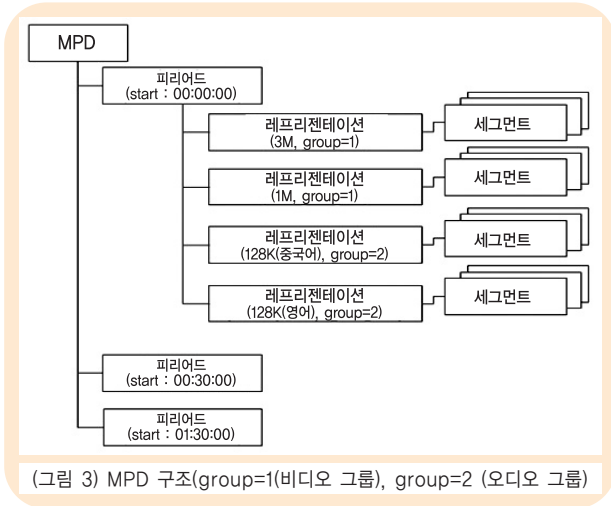 MPD
피리어드
(start : 00:00:00)
레프리젠테이션
(3M, group=1)
세그먼트
레프리젠테이션
(1M, group=1)
세그먼트
레프리젠테이션
(128K(중국어), group=2)
세그먼트
레프리젠테이션
(128K(영어), group=2)
세그먼트
피리어드
(start : 00:30:00)
피리어드
(start : 01:30:00)
(그림 3) MPD 구조(group=1(비디오 그룹), group=2 (오디오 그룹)